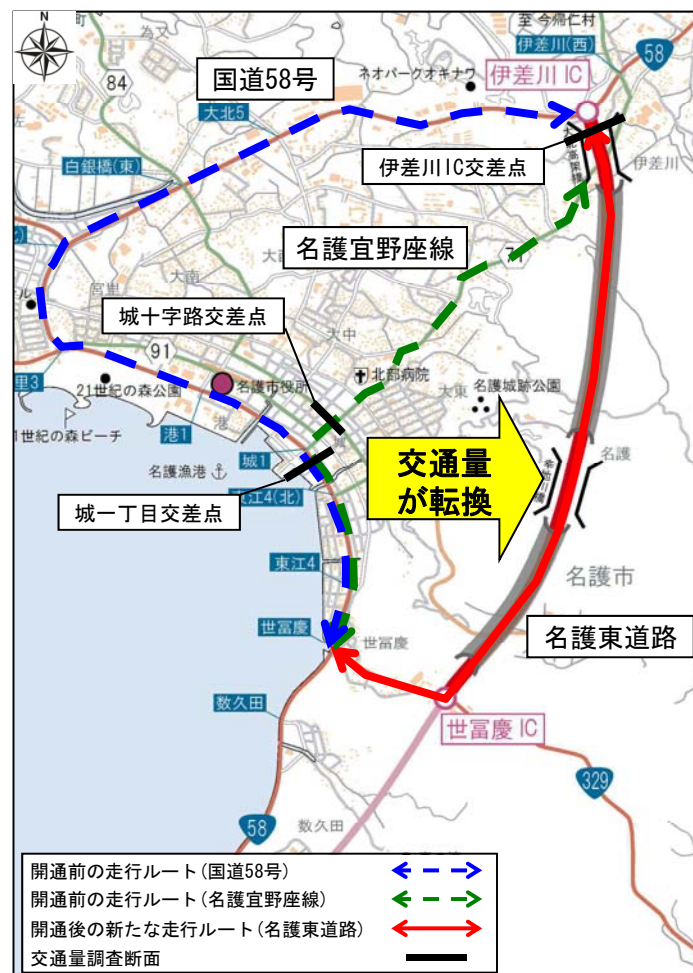 N
至 今帰仁村
為又
ネオパークオキナワ
伊差川(西)
58
国道58号
伊差川 IC
84
大北5
伊差川IC交差点
伊差川
白銀橋(東)
名護宜野座線
71
大南
宮里
城十字路交差点
大中
91
北部病院
21世紀の森公園
名護市役所
大東
名護城跡公園
里3
港1
港
1世紀の森ビーチ
城1
交通量
が転換
名護
幸地川橋
名護漁港
東江4(北)
城一丁目交差点
東江4
名護市
世冨慶
世冨慶
名護東道路
数久田
世冨慶 IC
329
58
数久田
開通前の走行ルート(国道58号)
開通前の走行ルート(名護宜野座線)
開通後の新たな走行ルート(名護東道路)
交通量調査断面